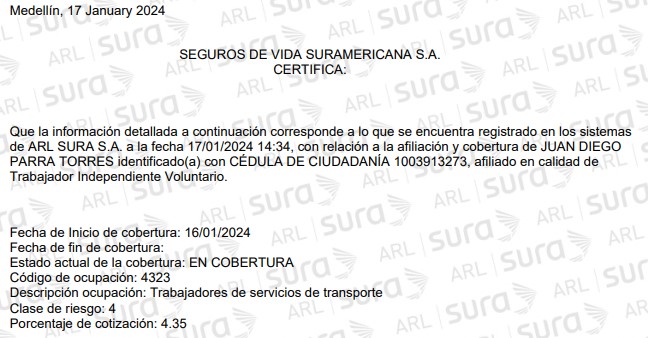 Medellín, 17 January 2024
SEGUROS DE VIDA SURAMERICANA S.A.
CERTIFICA:
Que la información detallada a continuación corresponde a lo que se encuentra registrado en los sistemas
de ARL SURA S.A. a la fecha 17/01/2024 14:34, con relación a la afiliación y cobertura de JUAN DIEGO
PARRA TORRES identificado(a) con CÉDULA DE CIUDADANÍA 1003913273, afiliado en calidad de
Trabajador Independiente Voluntario.
Fecha de Inicio de cobertura: 16/01/2024
Fecha de fin de cobertura:
Estado actual de la cobertura: EN COBERTURA
Código de ocupación: 4323
Descripción ocupación: Trabajadores de servicios de transporte
Clase de riesgo: 4
Porcentaje de cotización: 4.35